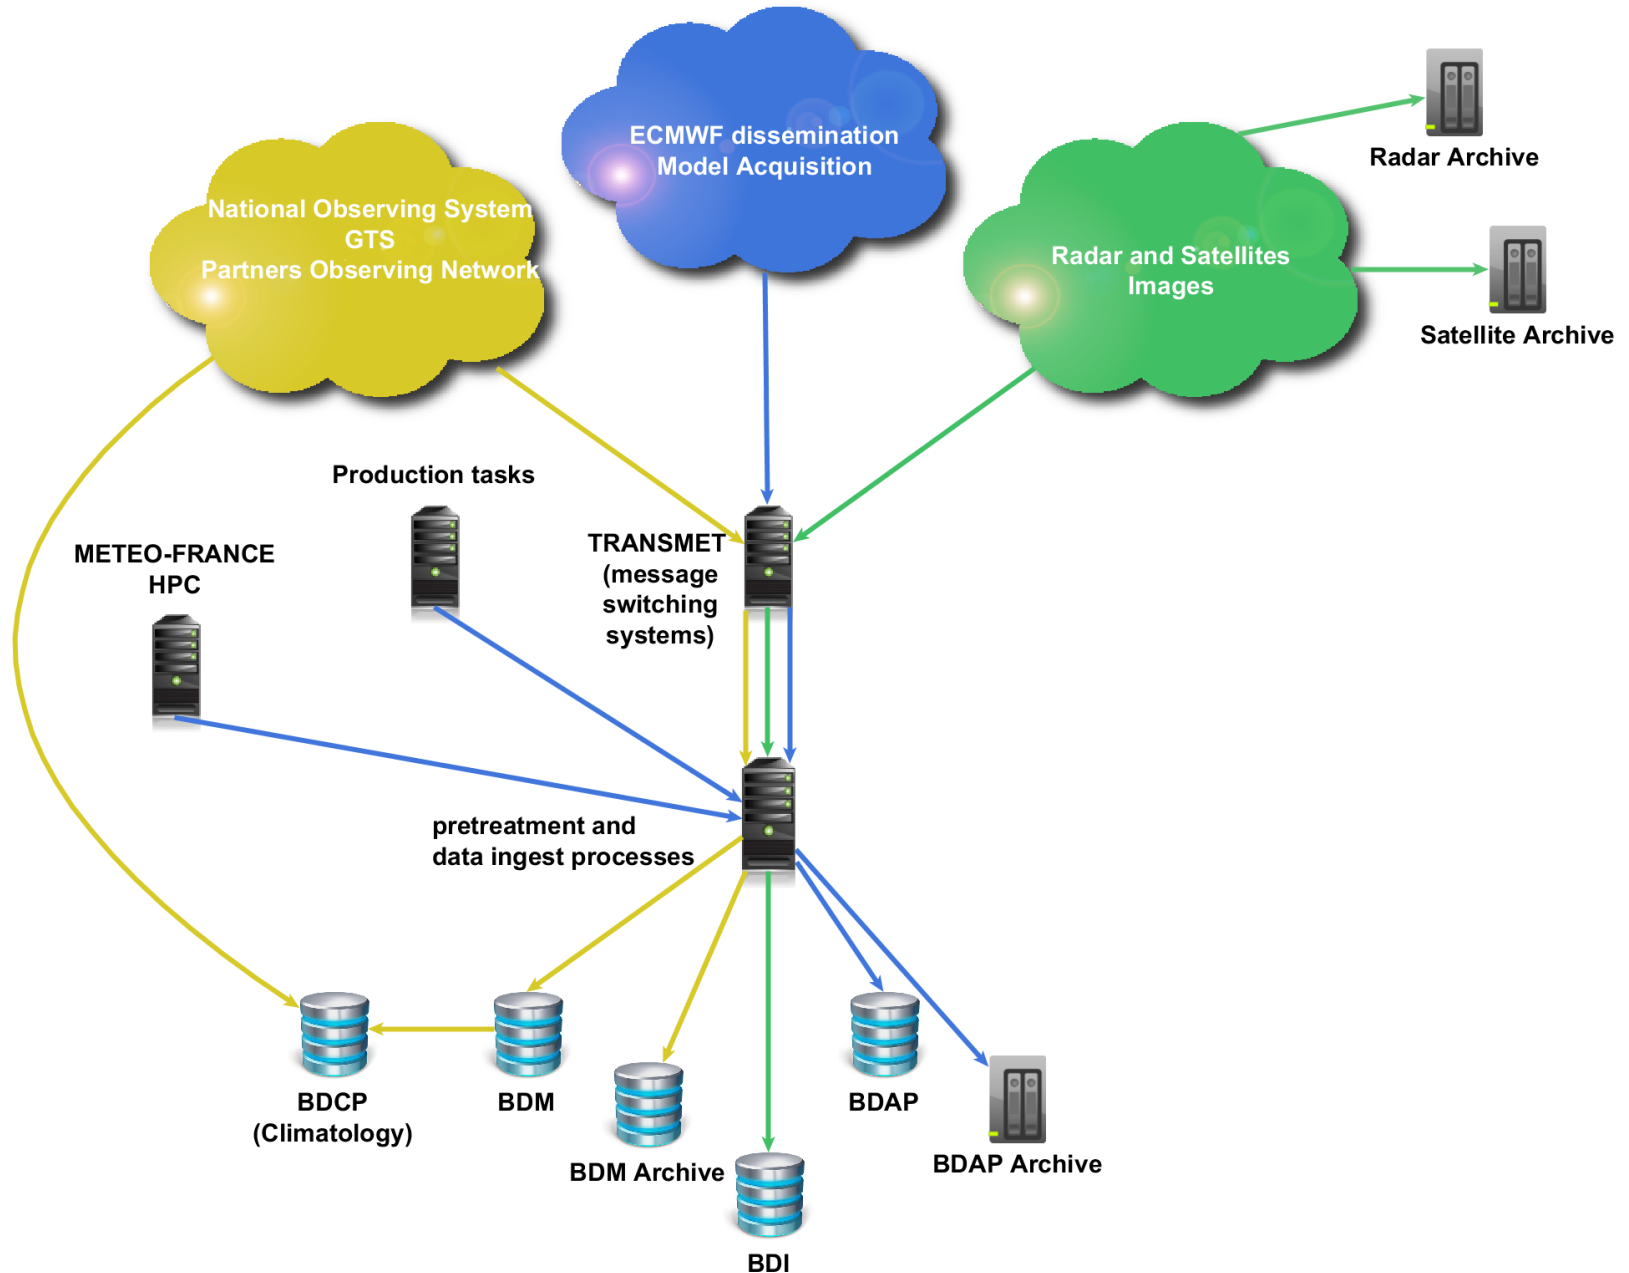 ECMWF dissemination
Model Acquisition
Radar Archive
National Observing System
GTS
Partners Observing Network
Radar and Satellites
Images
Satellite Archive
Production tasks
METEO-FRANCE
HPC
TRANSMET
(message
switching
systems)
pretreatment and
data ingest processes
BDCP
(Climatology)
BDM
BDM Archive
BDI
BDAP
BDAP Archive